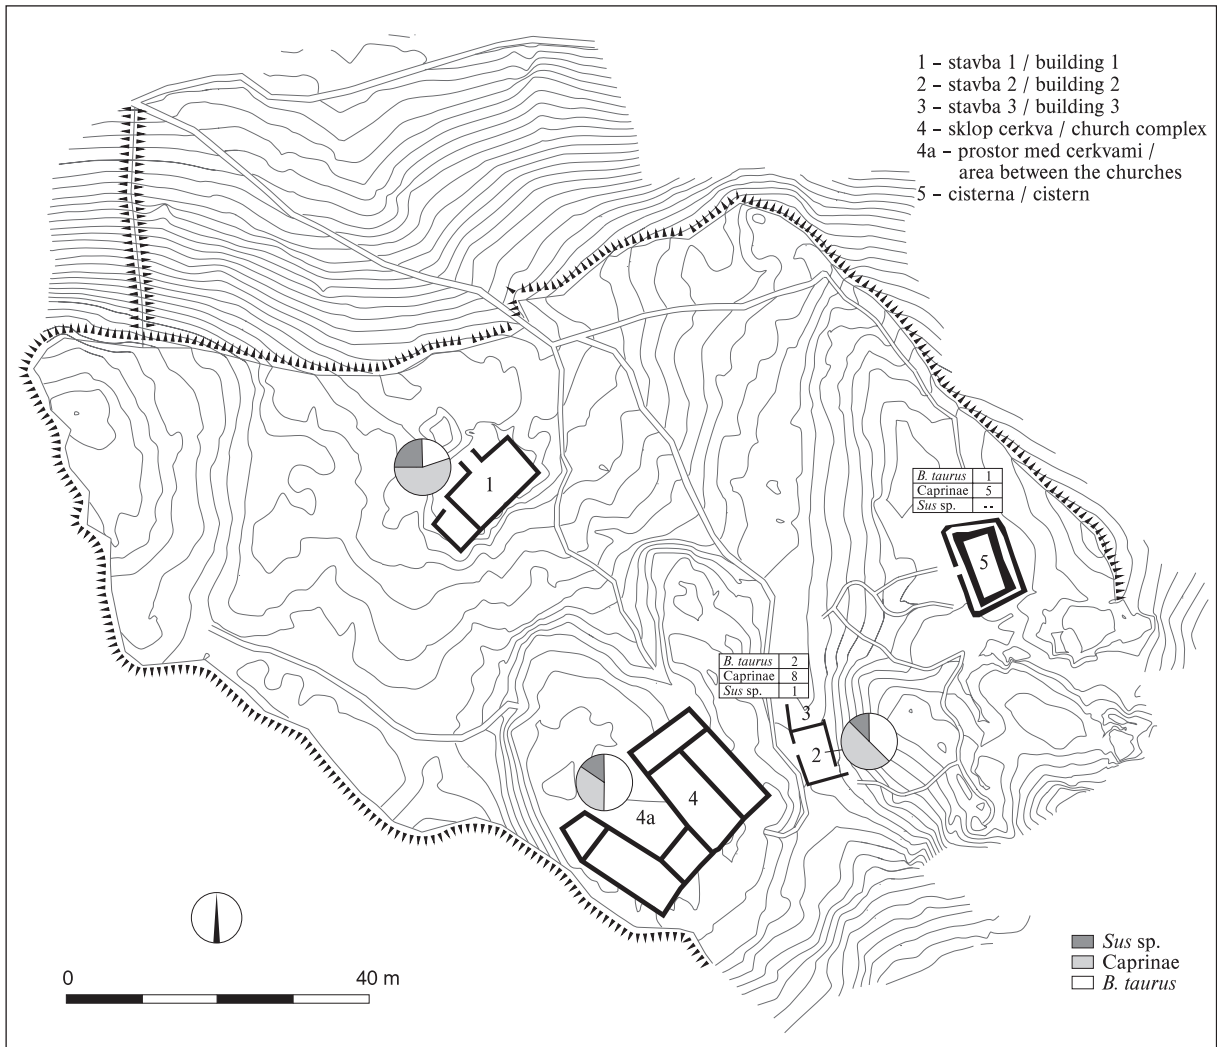 1 – stavba 1 / building 1
2 – stavba 2 / building 2
3 – stavba 3 / building 3
4 – sklop cerkva / church complex
4a – prostor med cerkvami /
area between the churches
5 – cisterna / cistern
1
B. taurus 1
Caprinae 5
Sus sp. --
5
B. taurus 2
Caprinae 8
Sus sp. 1
3
2
4
4a
Sus sp.
Caprinae
B. taurus
0 40 m